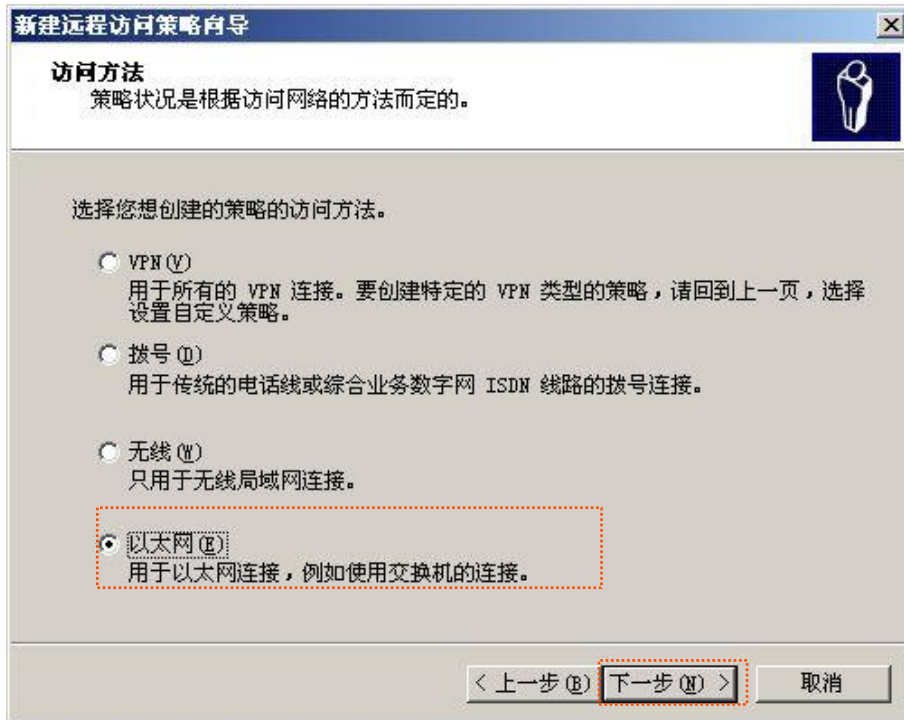 新建远程访问策略向导
访问方法
策略状况是根据访问网络的方法而定的。
选择您想创建的策略的访问方法。
VPN(V)
用于所有的 VPN 连接。要创建特定的 VPN 类型的策略，请回到上一页，选择
设置自定义策略。
拨号(D)
用于传统的电话线或综合业务数字网 ISDN 线路的拨号连接。
无线(W)
只用于无线局域网连接。
以太网(E)
用于以太网连接，例如使用交换机的连接。
< 上一步(B) 下一步(N) > 取消